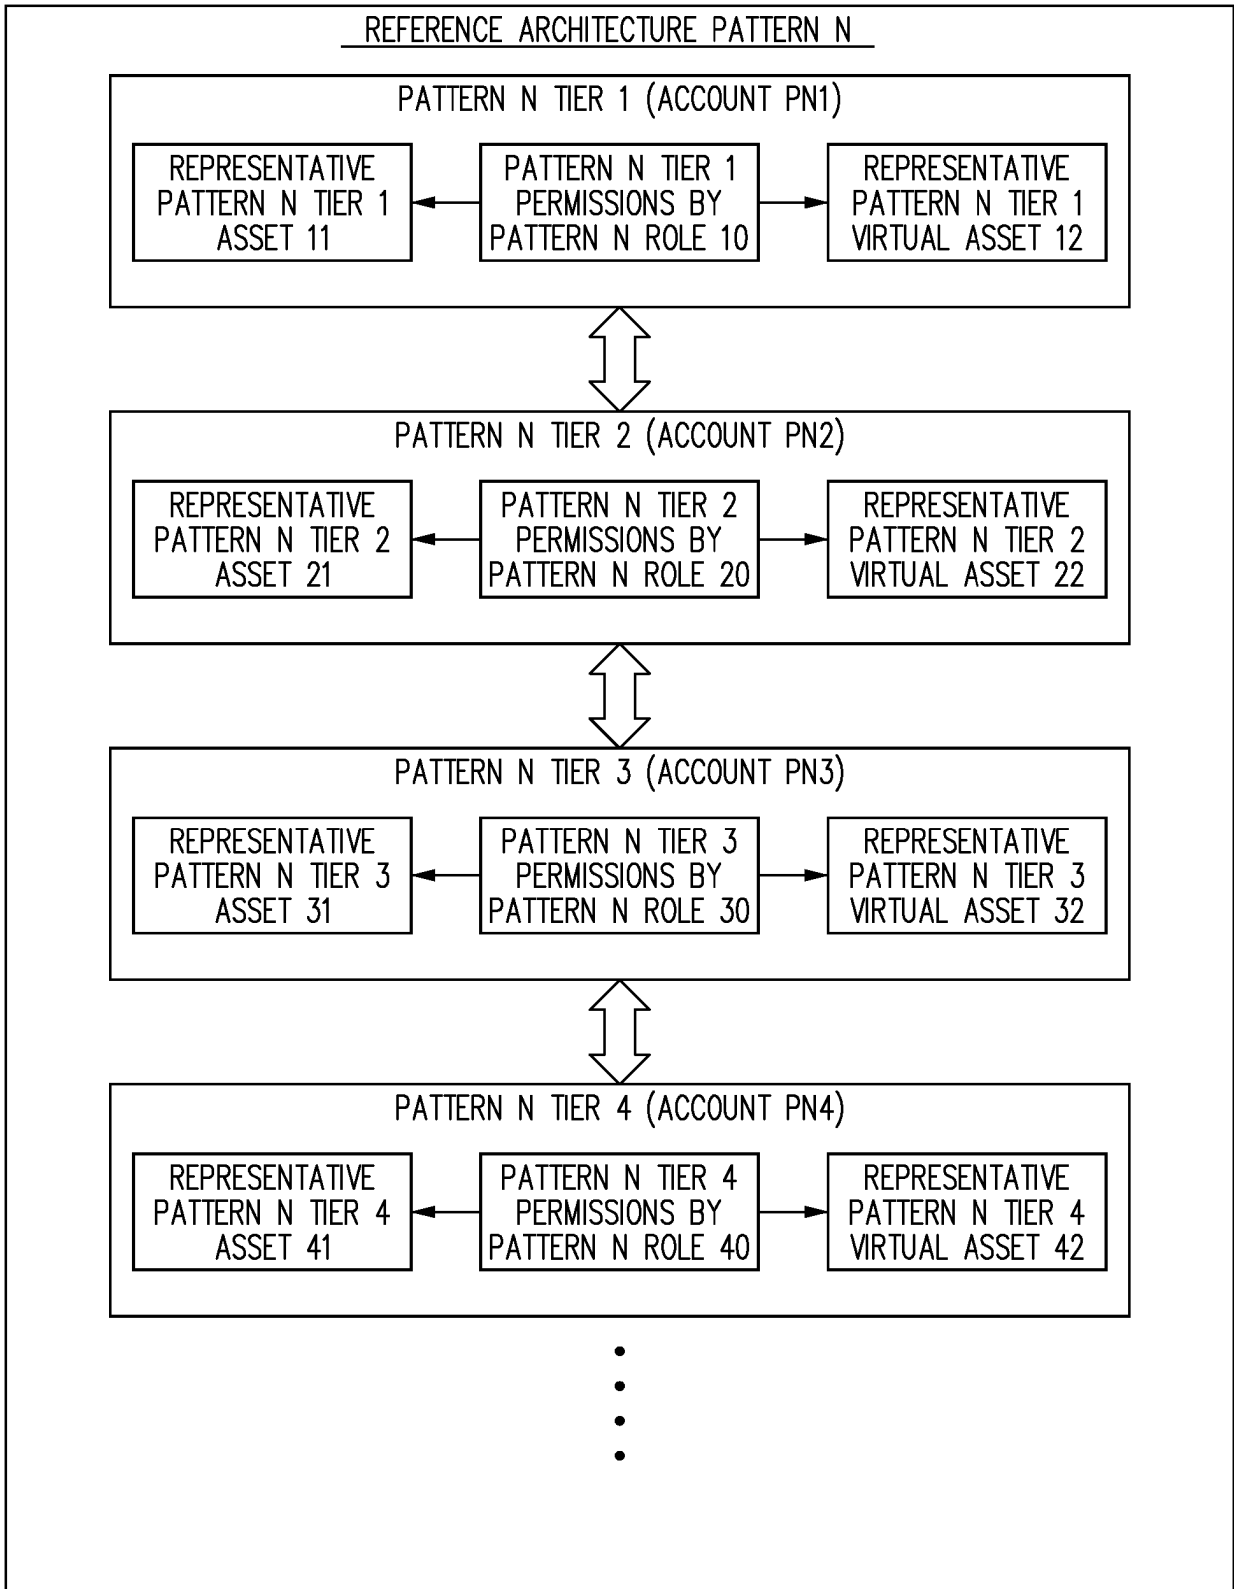 REFERENCE ARCHITECTURE PATTERN N
PATTERN N TIER 1 (ACCOUNT PN1)
REPRESENTATIVE
PATTERN N TIER 1
ASSET 11
PATTERN N TIER 1
PERMISSIONS BY
PATTERN N ROLE 10
REPRESENTATIVE
PATTERN N TIER 1
VIRTUAL ASSET 12
PATTERN N TIER 2 (ACCOUNT PN2)
REPRESENTATIVE
PATTERN N TIER 2
ASSET 21
PATTERN N TIER 2
PERMISSIONS BY
PATTERN N ROLE 20
REPRESENTATIVE
PATTERN N TIER 2
VIRTUAL ASSET 22
PATTERN N TIER 3 (ACCOUNT PN3)
REPRESENTATIVE
PATTERN N TIER 3
ASSET 31
PATTERN N TIER 3
PERMISSIONS BY
PATTERN N ROLE 30
REPRESENTATIVE
PATTERN N TIER 3
VIRTUAL ASSET 32
PATTERN N TIER 4 (ACCOUNT PN4)
REPRESENTATIVE
PATTERN N TIER 4
ASSET 41
PATTERN N TIER 4
PERMISSIONS BY
PATTERN N ROLE 40
REPRESENTATIVE
PATTERN N TIER 4
VIRTUAL ASSET 42